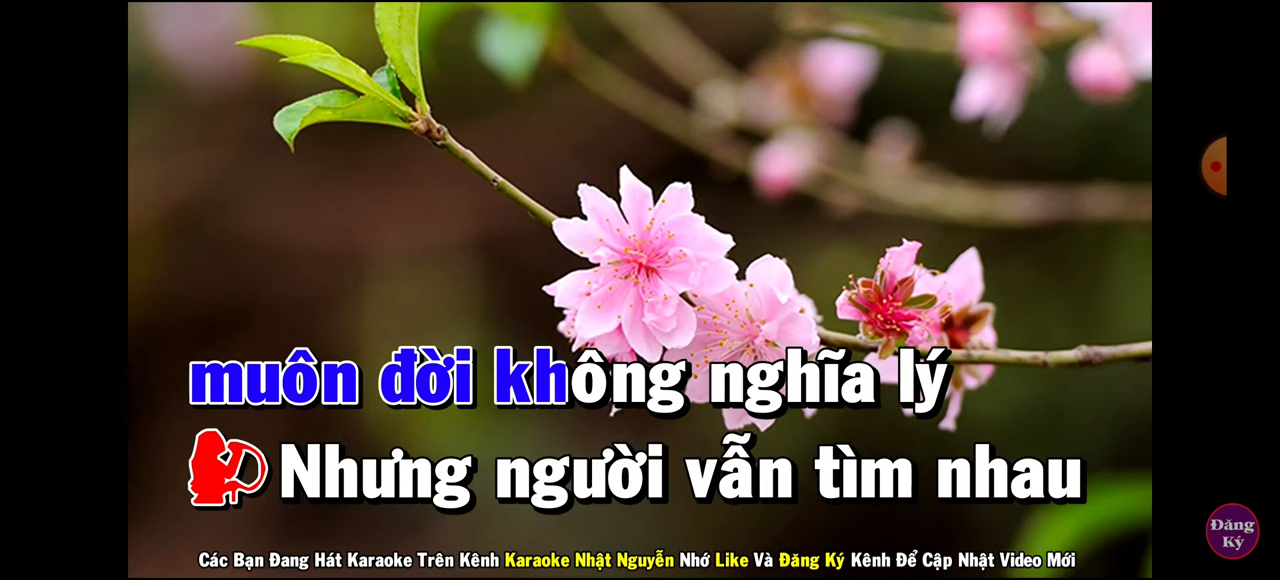 muôn đời không nghĩa lý
Nhưng người vẫn tìm nhau
Các Bạn Đang Hát Karaoke Trên Kênh Karaoke Nhật Nguyễn Nhớ Like Và Đăng Ký Kênh Để Cập Nhật Video Mới
Đăng
Ký